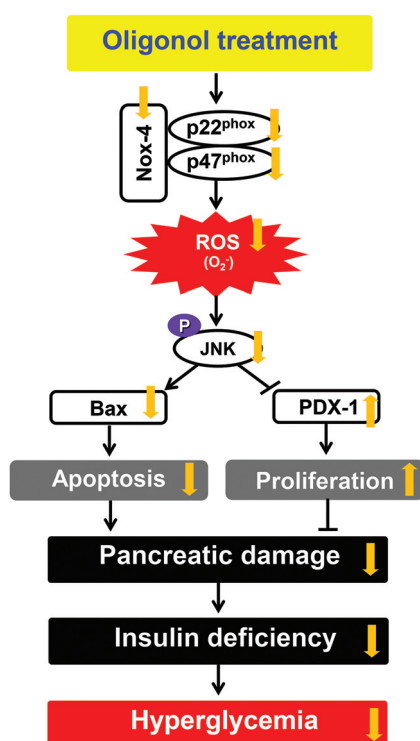 Oligonol treatment
Nox-4
p22phox
p47phox
ROS
(O2-)
P
JNK
Bax
PDX-1
Apoptosis
Proliferation
Pancreatic damage
Insulin deficiency
Hyperglycemia